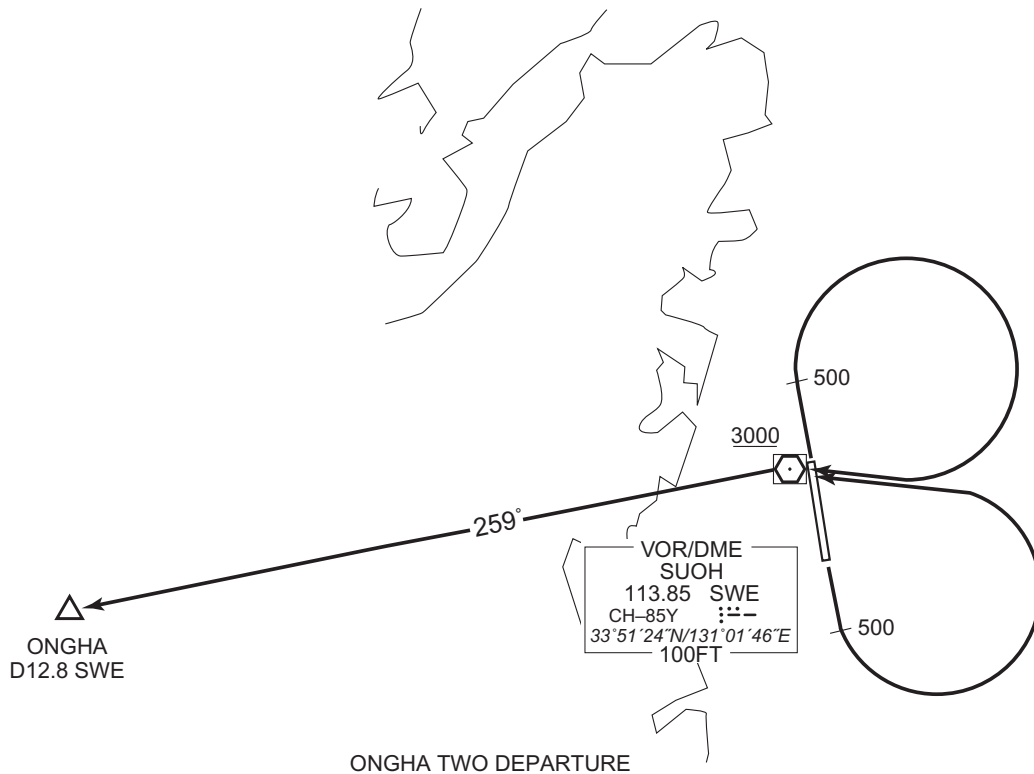 500
3000
259°
VOR/DME
SUOH
113.85 SWE
CH–85Y
33°51´24˝N/131°01´46˝E
100FT
500
ONGHA
D12.8 SWE
ONGHA TWO DEPARTURE